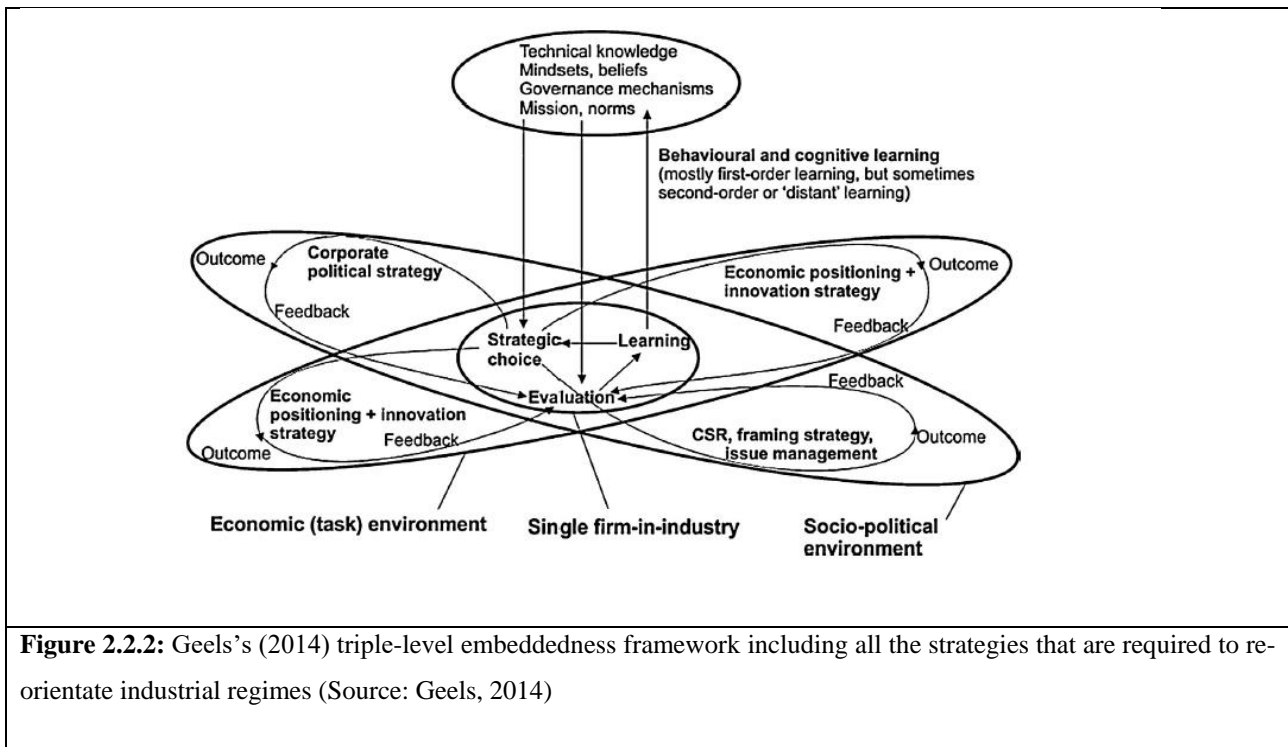 Technical knowledge
Mindsets, beliefs
Governance mechanisms
Mission, norms
Behavioural and cognitive learning
(mostly first-order learning, but sometimes
second-order or 'distant' learning)
Outcome
Corporate
political strategy
Feedback
Economic positioning +
innovation strategy
Outcome
Feedback
Strategic
choice
Learning
Evaluation
Economic
positioning + innovation
strategy
Outcome
Feedback
Feedback
CSR, framing strategy,
issue management
Outcome
Economic (task) environment
Single firm-in-industry
Socio-political
environment
Figure 2.2.2: Geels's (2014) triple-level embeddedness framework including all the strategies that are required to re-
orientate industrial regimes (Source: Geels, 2014)